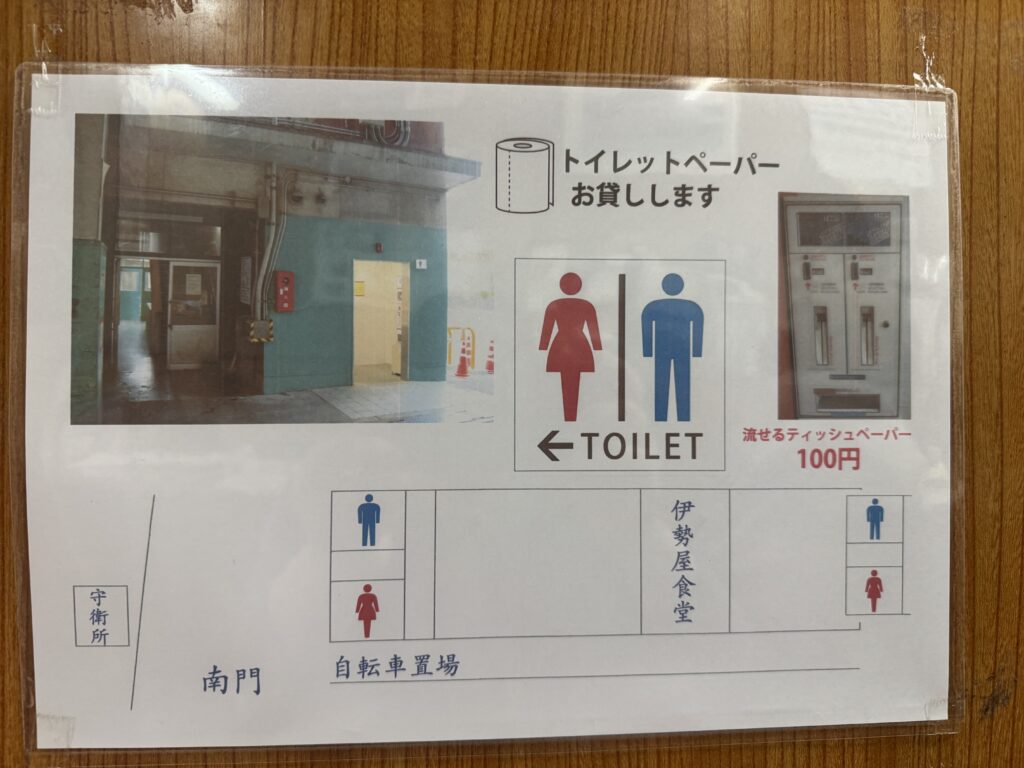 トイレットペーパー
お貸しします
←TOILET
流せるティッシュペーパー
100円
伊勢屋食堂
守衛所
南門
自転車置場